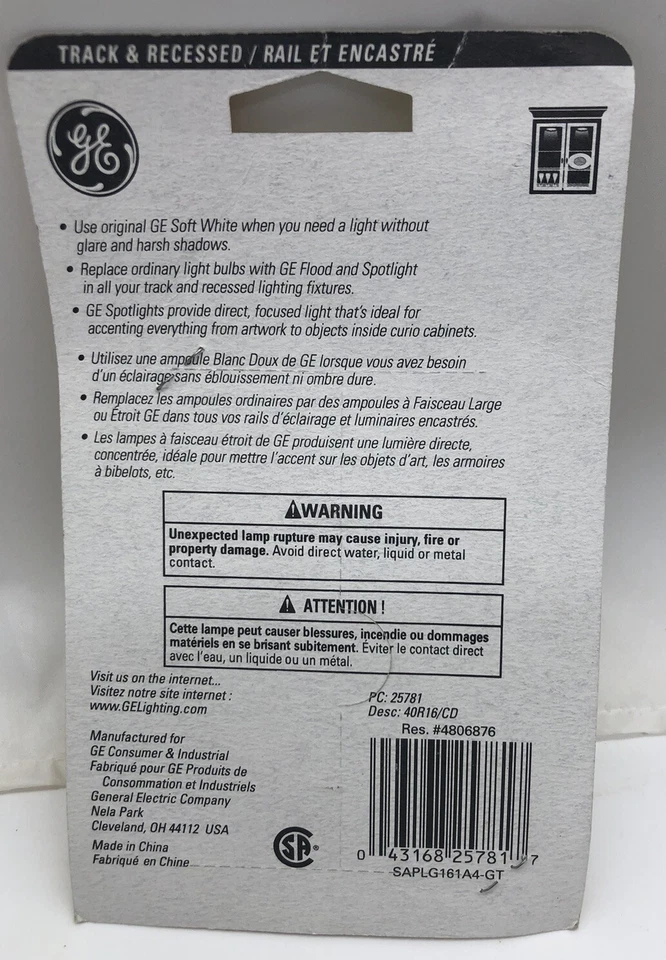 TRACK & RECESSED / RAIL ET ENCASTRÉ
GE
• Use original GE Soft White when you need a light without
glare and harsh shadows.
• Replace ordinary light bulbs with GE Flood and Spotlight
in all your track and recessed lighting fixtures.
• GE Spotlights provide direct, focused light that's ideal for
accenting everything from artwork to objects inside curio cabinets.
• Utilisez une ampoule Blanc Doux de GE lorsque vous avez besoin
d'un éclairage sans éblouissement ni ombre dure.
• Remplacez les ampoules ordinaires par des ampoules à Faisceau Large
ou Étroit GE dans tous vos rails d'éclairage et luminaires encastrés.
• Les lampes à faisceau étroit de GE produisent une lumière directe,
concentrée, idéale pour mettre l'accent sur les objets d'art, les armoires
à bibelots, etc.
⚠WARNING
Unexpected lamp rupture may cause injury, fire or
property damage. Avoid direct water, liquid or metal
contact.
⚠ ATTENTION !
Cette lampe peut causer blessures, incendie ou dommages
matériels en se brisant subitement. Éviter le contact direct
avec l'eau, un liquide ou un métal.
Visit us on the internet...
Visitez notre site internet :
www.GELighting.com
Manufactured for
GE Consumer & Industrial
Fabriqué pour GE Produits de
Consommation et Industriels
General Electric Company
Nela Park
Cleveland, OH 44112 USA
Made in China
Fabriqué en Chine
SA®
PC: 25781
Desc: 40R16/CD
Res. #4806876
0 43168 25781 7
SAPLG161A4-GT